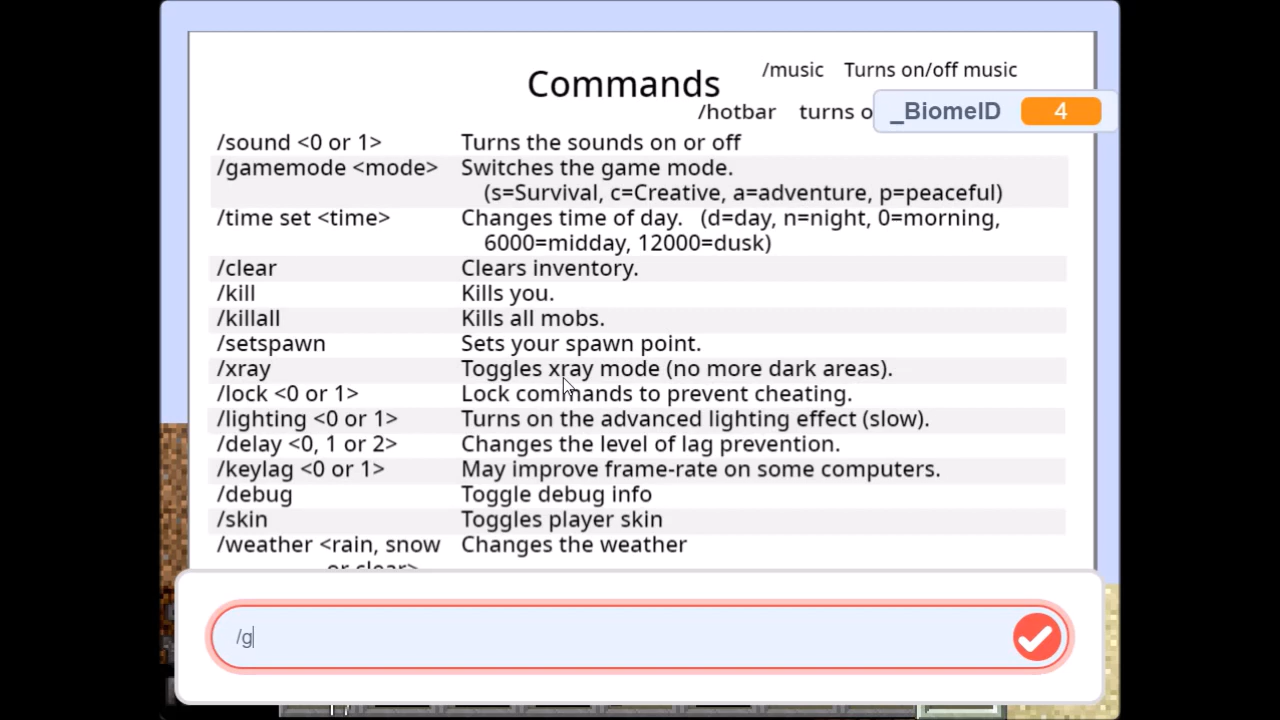 /music Turns on/off music
Commands
/hotbar turns o
_BiomeID 4
/sound <0 or 1> Turns the sounds on or off
/gamemode <mode> Switches the game mode.
(s=Survival, c=Creative, a=adventure, p=peaceful)
/time set <time> Changes time of day. (d=day, n=night, 0=morning,
6000=midday, 12000=dusk)
/clear Clears inventory.
/kill Kills you.
/killall Kills all mobs.
/setspawn Sets your spawn point.
/xray Toggles xray mode (no more dark areas).
/lock <0 or 1> Lock commands to prevent cheating.
/lighting <0 or 1> Turns on the advanced lighting effect (slow).
/delay <0, 1 or 2> Changes the level of lag prevention.
/keylag <0 or 1> May improve frame-rate on some computers.
/debug Toggle debug info
/skin Toggles player skin
/weather <rain, snow Changes the weather
or clear>
/g